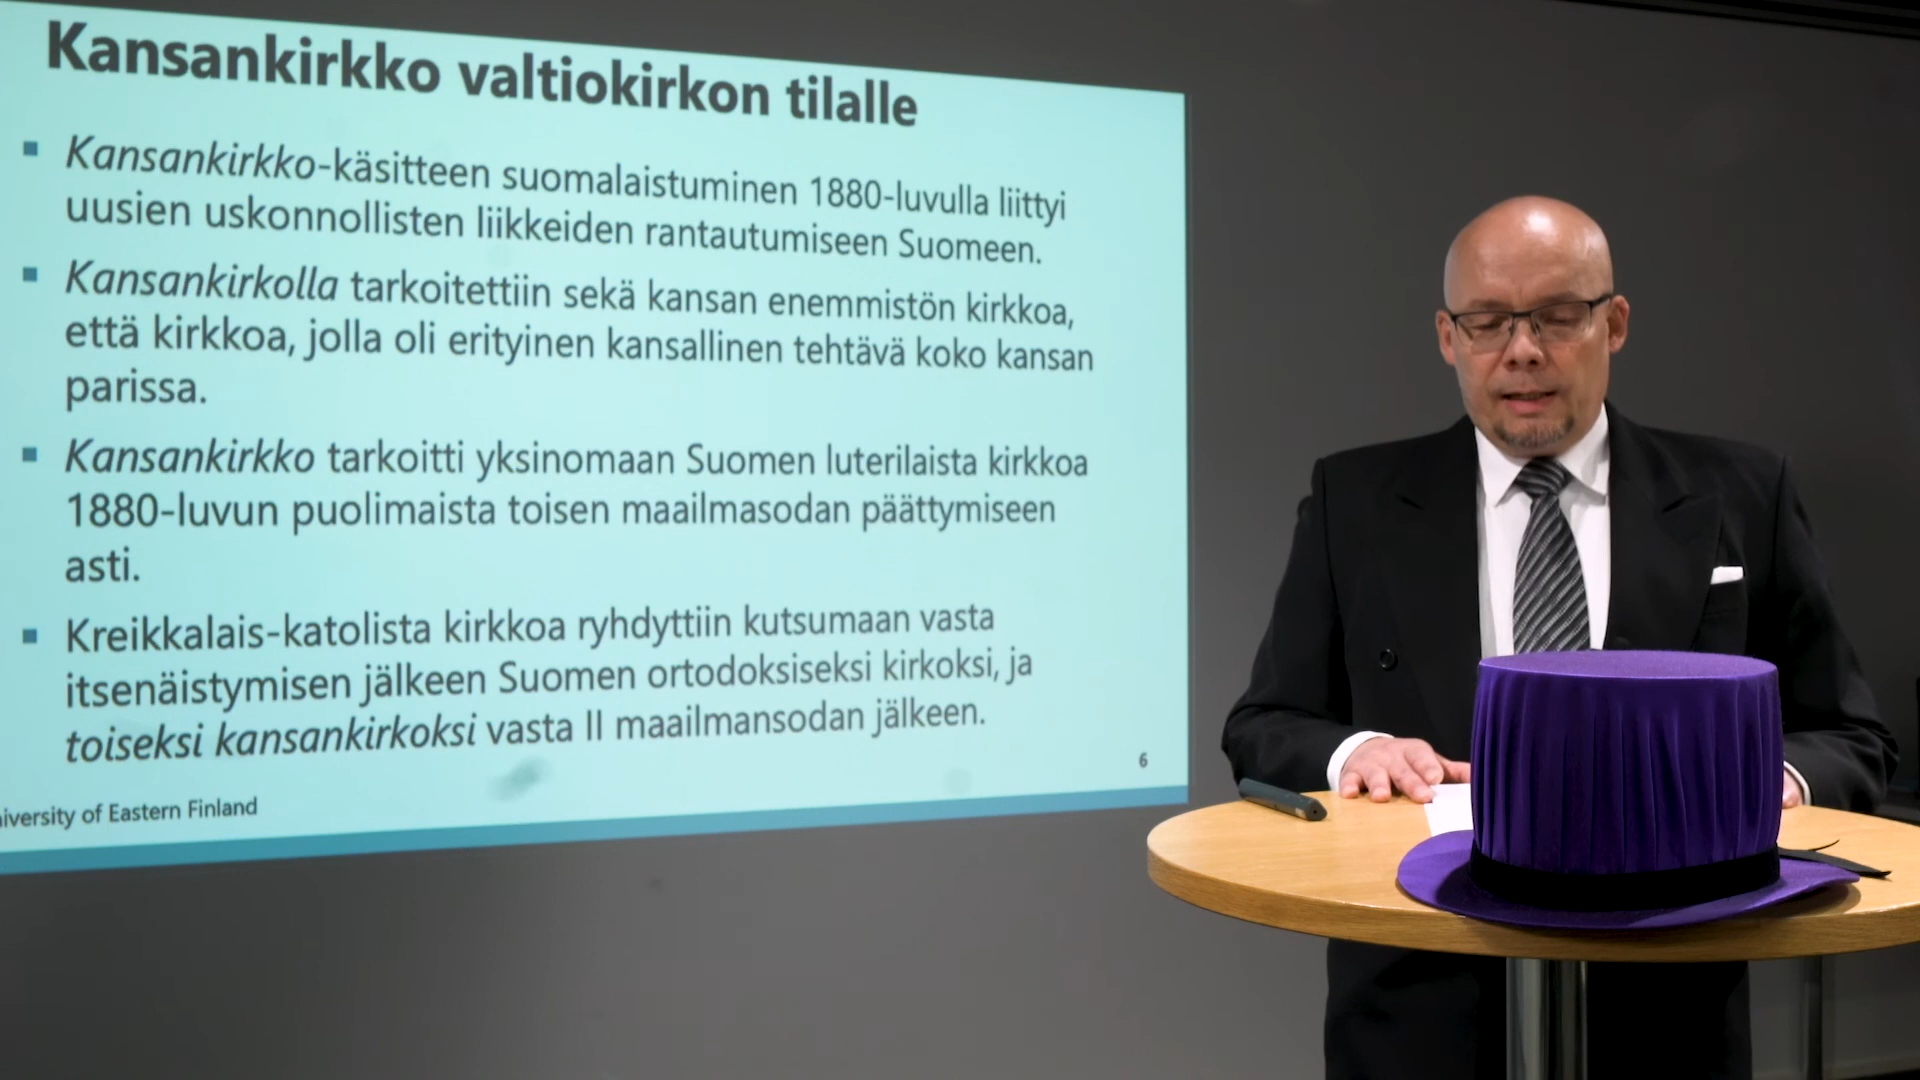 Kansankirkko valtiokirkon tilalle
Kansankirkko-käsitteen suomalaistuminen 1880-luvulla liittyi
uusien uskonnollisten liikkeiden rantautumiseen Suomeen.
Kansankirkolla tarkoitettiin sekä kansan enemmistön kirkkoa,
että kirkkoa, jolla oli erityinen kansallinen tehtävä koko kansan
parissa.
Kansankirkko tarkoitti yksinomaan Suomen luterilaista kirkkoa
1880-luvun puolimaista toisen maailmasodan päättymiseen
asti.
Kreikkalais-katolista kirkkoa ryhdyttiin kutsumaan vasta
itsenäistymisen jälkeen Suomen ortodoksiseksi kirkoksi, ja
toiseksi kansankirkoksi vasta II maailmansodan jälkeen.
6
iversity of Eastern Finland